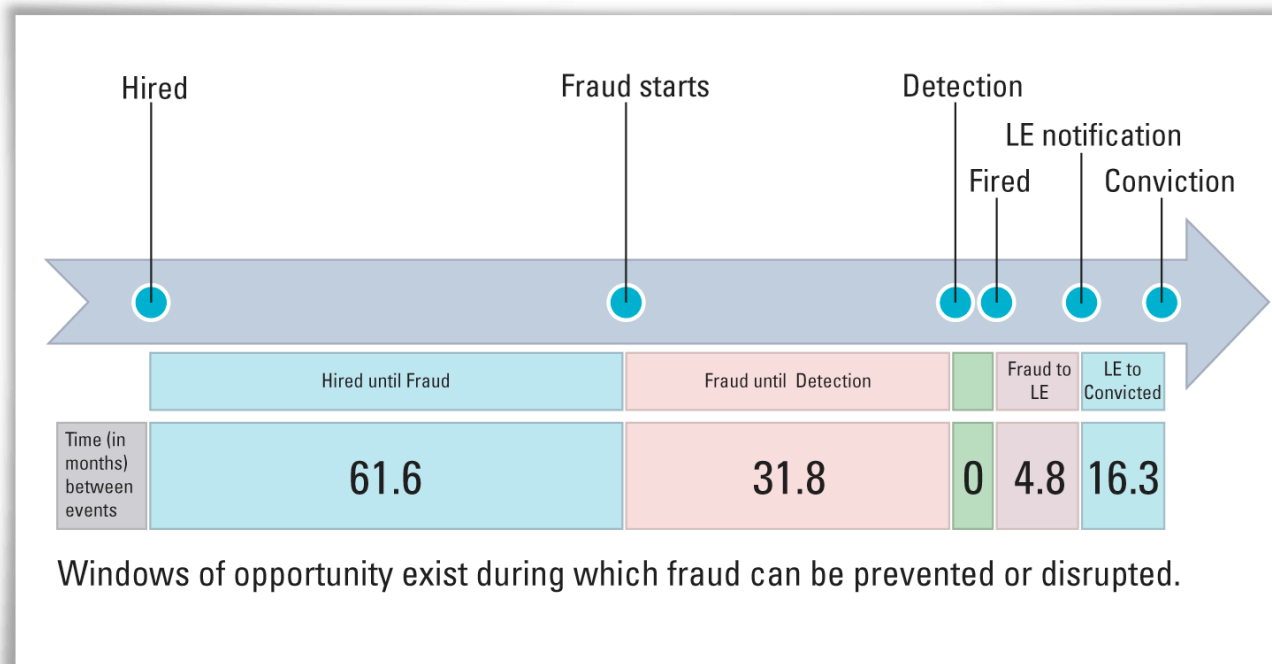 Hired
Fraud starts
Detection
LE notification
Fired
Conviction
Hired until Fraud
Fraud until Detection
Fraud to
LE
LE to
Convicted
Time (in
months)
between
events
61.6
31.8
0
4.8
16.3
Windows of opportunity exist during which fraud can be prevented or disrupted.